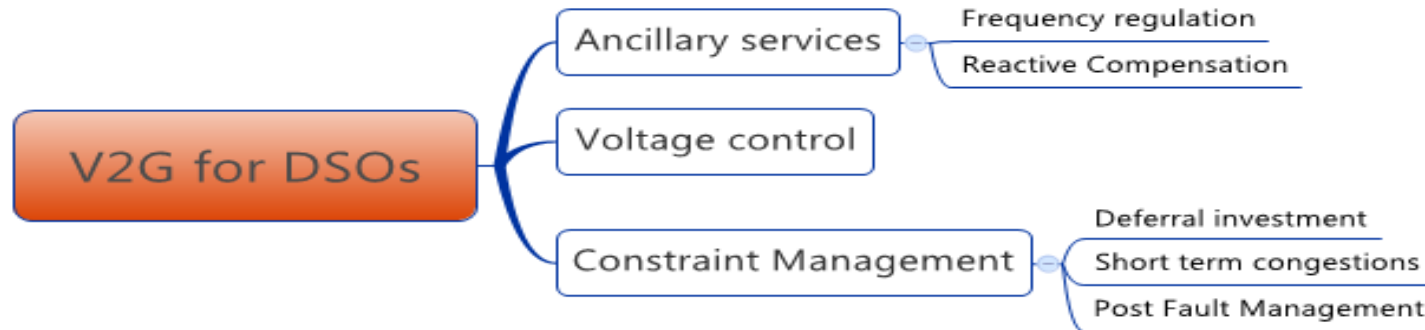 V2G for DSOs
Ancillary services
Frequency regulation
Reactive Compensation
Voltage control
Constraint Management
Deferral investment
Short term congestions
Post Fault Management